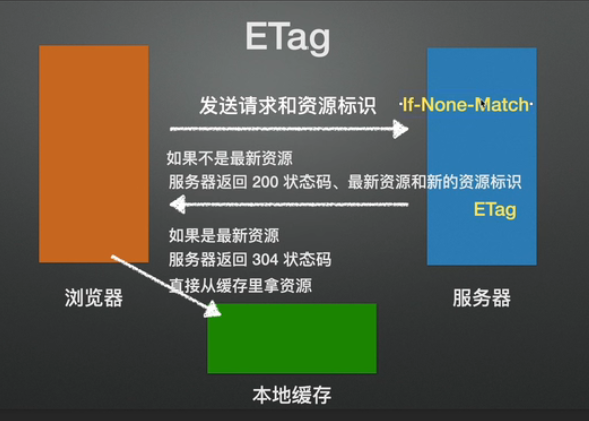 ETag
发送请求和资源标识
If-None-Match
如果不是最新资源
服务器返回 200 状态码、最新资源和新的资源标识
ETag
如果是最新资源
服务器返回 304 状态码
直接从缓存里拿资源
浏览器
服务器
本地缓存